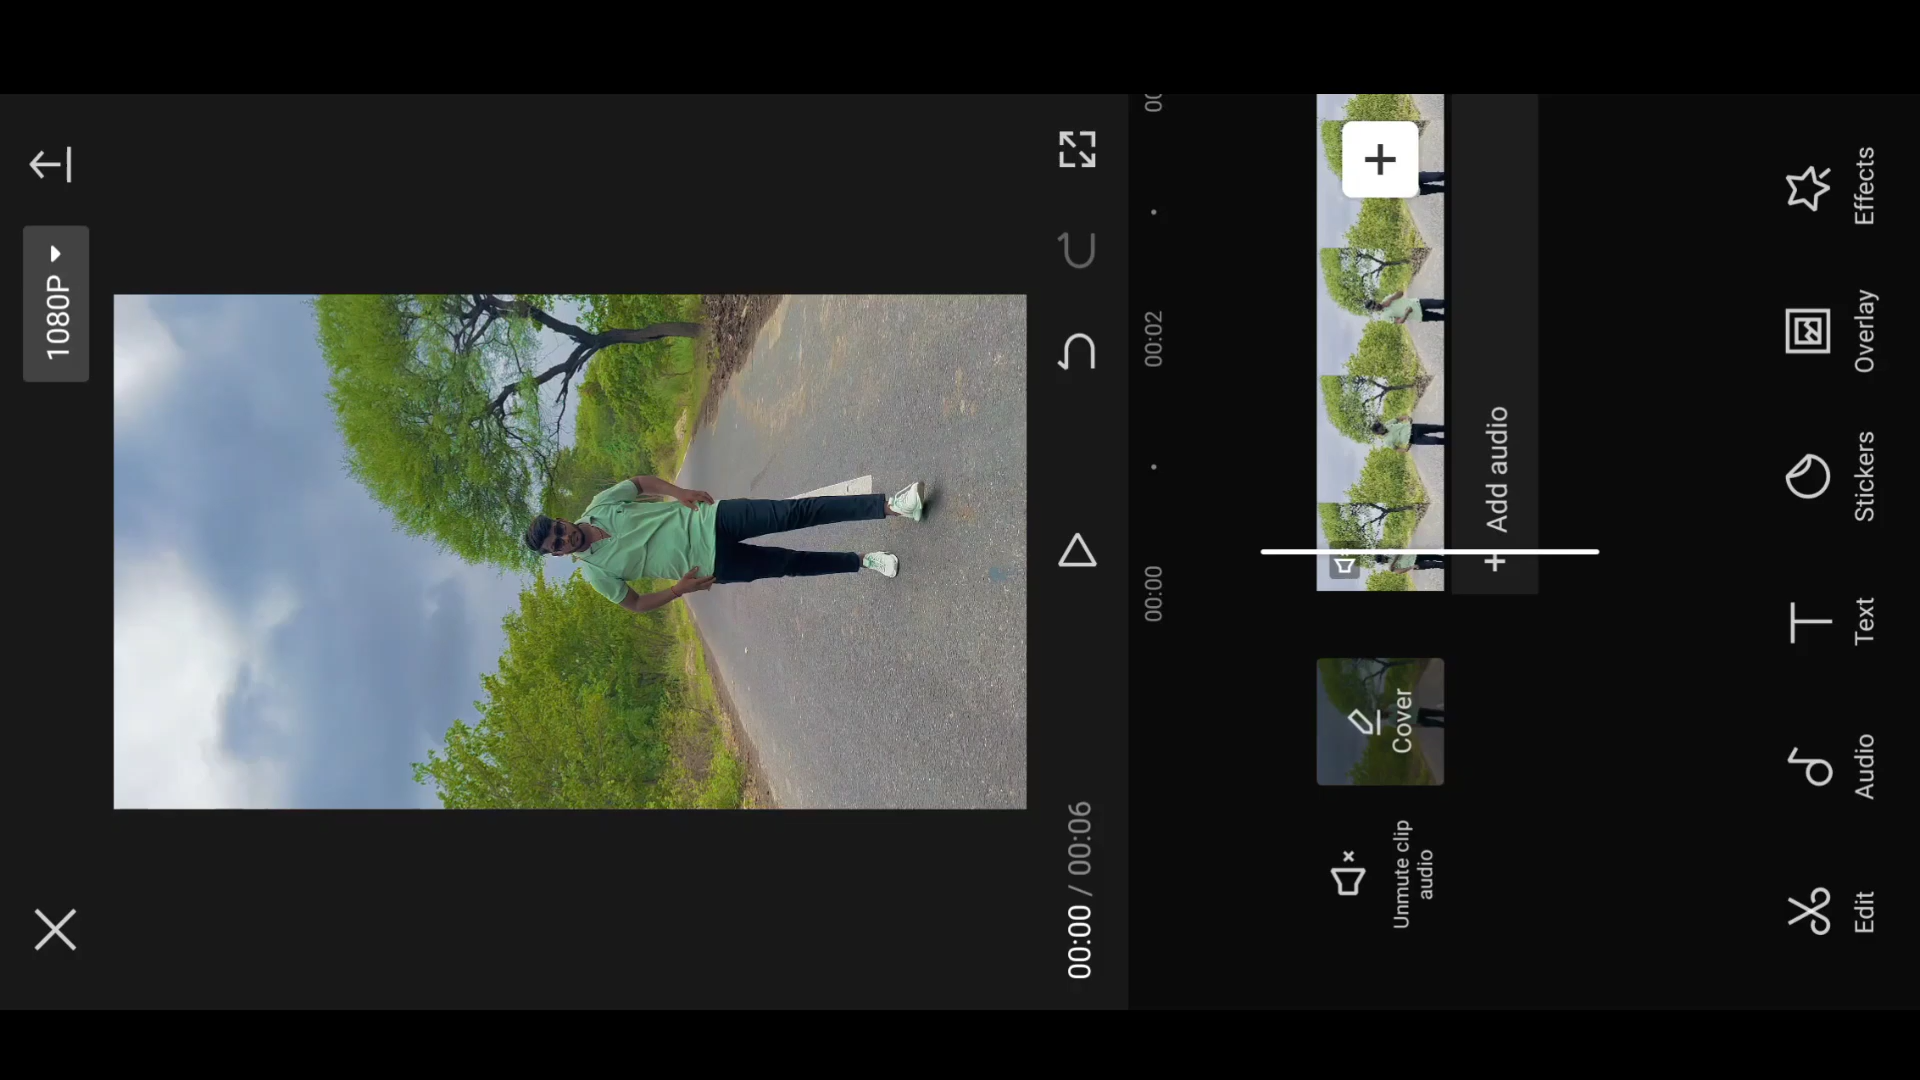 1080P
00:00 / 00:06
00:00
00:02
Unmute clip
audio
Cover
+ Add audio
Edit
Audio
Text
Stickers
Overlay
Effects